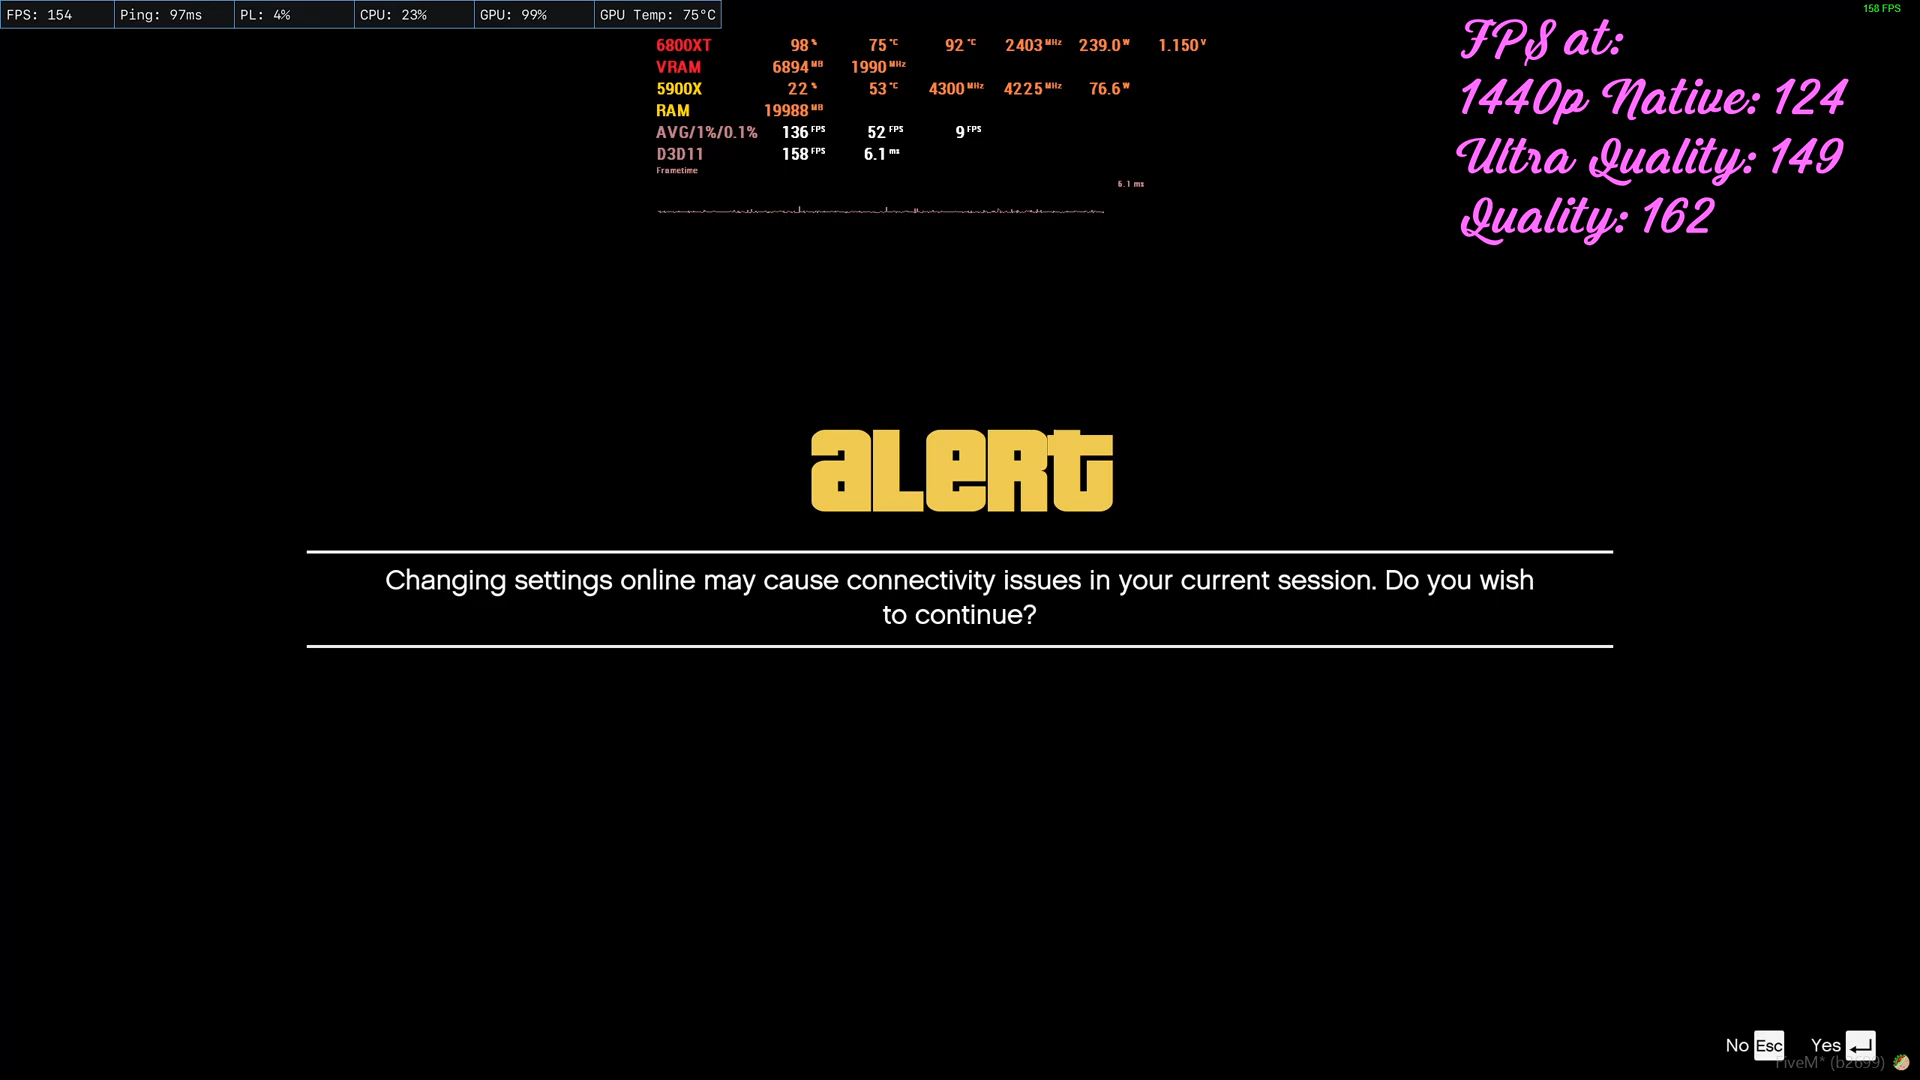 FPS: 154 Ping: 97ms PL: 4% CPU: 23% GPU: 99% GPU Temp: 75°C
158 FPS
6800XT 98% 75°C 92°C 2403MHz 239.0W 1.150V
VRAM 6894MB 1990MHz
5900X 22% 53°C 4300MHz 4225MHz 76.6W
RAM 19988MB
AVG/1%/0.1% 136FPS 52FPS 9FPS
D3D11 158FPS 6.1ms
Frametime
6.1 ms
FPS at:
1440p Native: 124
Ultra Quality: 149
Quality: 162
aLeRt
Changing settings online may cause connectivity issues in your current session. Do you wish
to continue?
No Esc Yes
FiveM* (b2699)